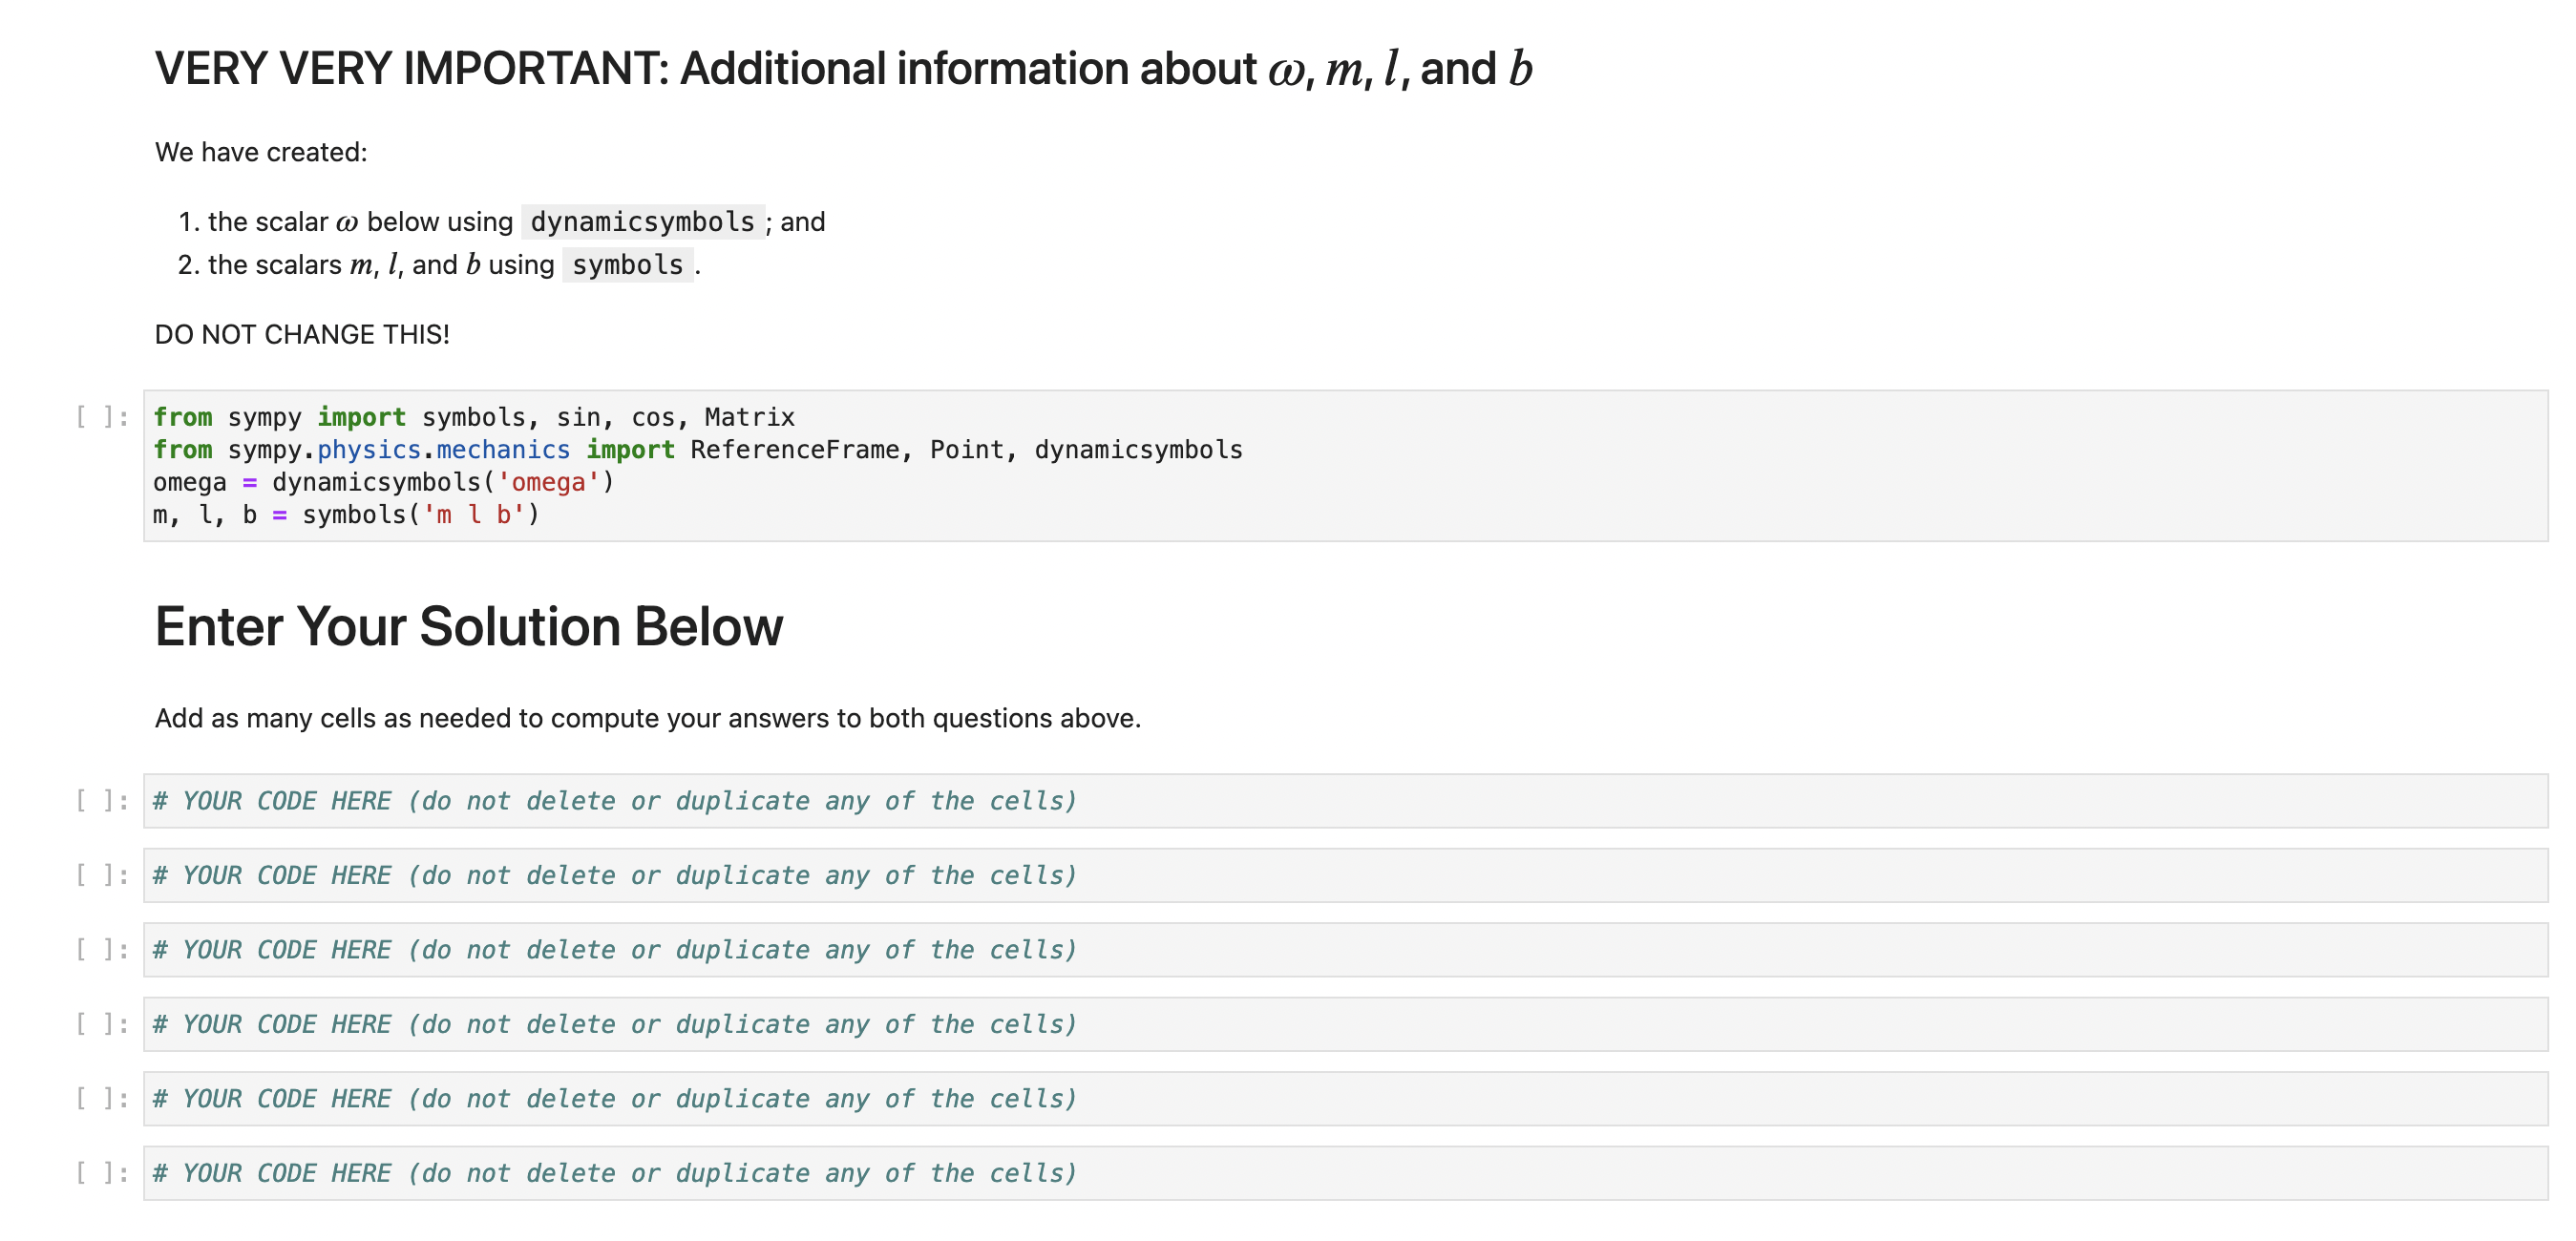 VERY VERY IMPORTANT: Additional information about ω, m, l, and b
We have created:
1. the scalar ω below using dynamicsymbols ; and
2. the scalars m, l, and b using symbols .
DO NOT CHANGE THIS!
[ ]: from sympy import symbols, sin, cos, Matrix
from sympy.physics.mechanics import ReferenceFrame, Point, dynamicsymbols
omega = dynamicsymbols('omega')
m, l, b = symbols('m l b')
Enter Your Solution Below
Add as many cells as needed to compute your answers to both questions above.
[ ]: # YOUR CODE HERE (do not delete or duplicate any of the cells)
[ ]: # YOUR CODE HERE (do not delete or duplicate any of the cells)
[ ]: # YOUR CODE HERE (do not delete or duplicate any of the cells)
[ ]: # YOUR CODE HERE (do not delete or duplicate any of the cells)
[ ]: # YOUR CODE HERE (do not delete or duplicate any of the cells)
[ ]: # YOUR CODE HERE (do not delete or duplicate any of the cells)